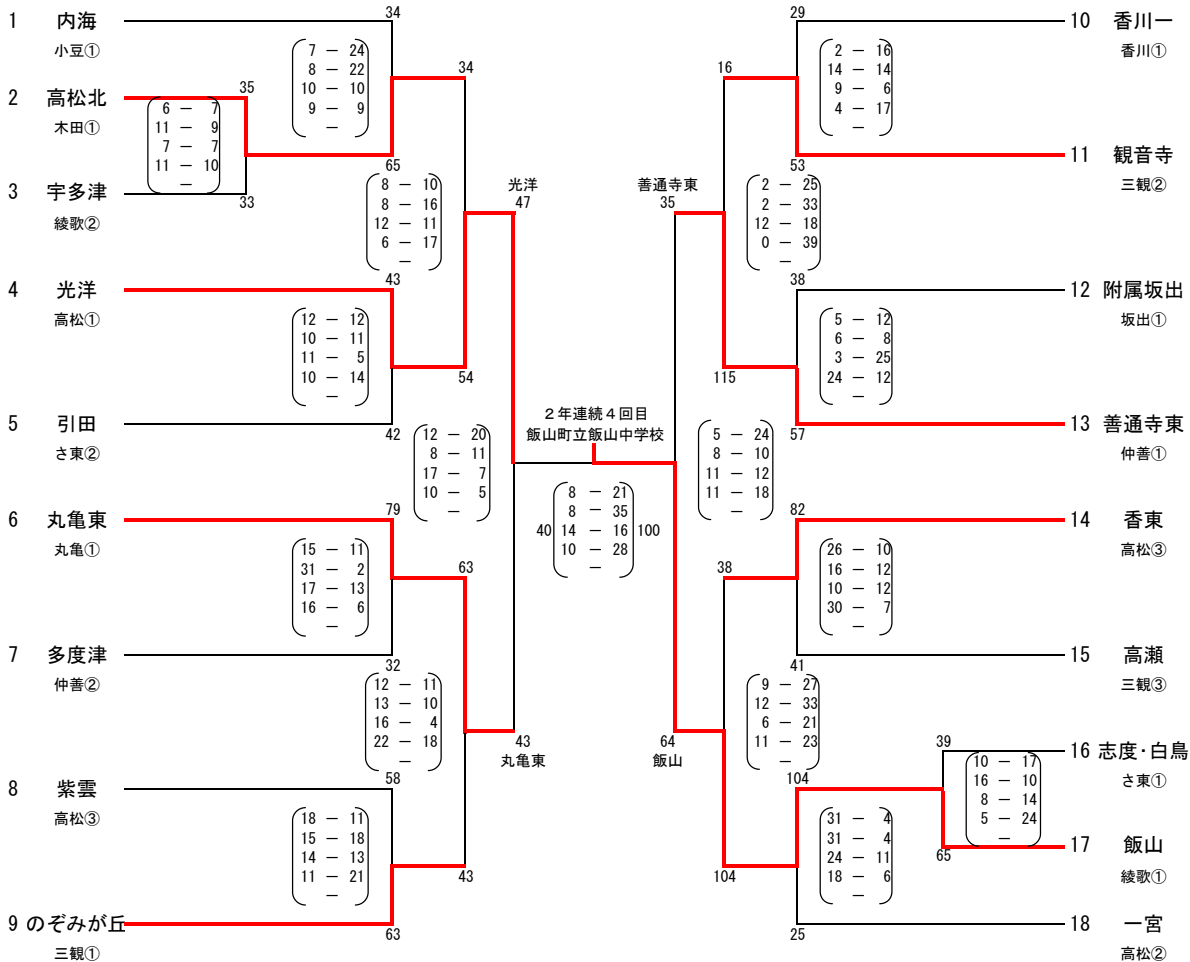 1 内海
小豆①
2 高松北
木田①
3 宇多津
綾歌②
4 光洋
高松①
5 引田
さ東②
6 丸亀東
丸亀①
7 多度津
仲善②
8 紫雲
高松③
9 のぞみが丘
三観①
35
6 － 7
11 － 9
7 － 7
11 － 10
－
33
34
7 － 24
8 － 22
10 － 10
9 － 9
－
65
43
12 － 12
10 － 11
11 － 5
10 － 14
－
42
79
15 － 11
31 － 2
17 － 13
16 － 6
－
32
58
18 － 11
15 － 18
14 － 13
11 － 21
－
63
34
8 － 10
8 － 16
12 － 11
6 － 17
－
54
63
12 － 11
13 － 10
16 － 4
22 － 18
－
43
光洋
47
12 － 20
8 － 11
17 － 7
10 － 5
－
43
丸亀東
２年連続４回目
飯山町立飯山中学校
8 － 21
8 － 35
40 14 － 16 100
10 － 28
－
善通寺東
35
5 － 24
8 － 10
11 － 12
11 － 18
－
64
飯山
16
2 － 25
2 － 33
12 － 18
0 － 39
－
115
38
9 － 27
12 － 33
6 － 21
11 － 23
－
104
29
2 － 16
14 － 14
9 － 6
4 － 17
－
53
38
5 － 12
6 － 8
3 － 25
24 － 12
－
57
82
26 － 10
16 － 12
10 － 12
30 － 7
－
41
104
31 － 4
31 － 4
24 － 11
18 － 6
－
25
39
10 － 17
16 － 10
8 － 14
5 － 24
－
65
10 香川一
香川①
11 観音寺
三観②
12 附属坂出
坂出①
13 善通寺東
仲善①
14 香東
高松③
15 高瀬
三観③
16 志度・白鳥
さ東①
17 飯山
綾歌①
18 一宮
高松②